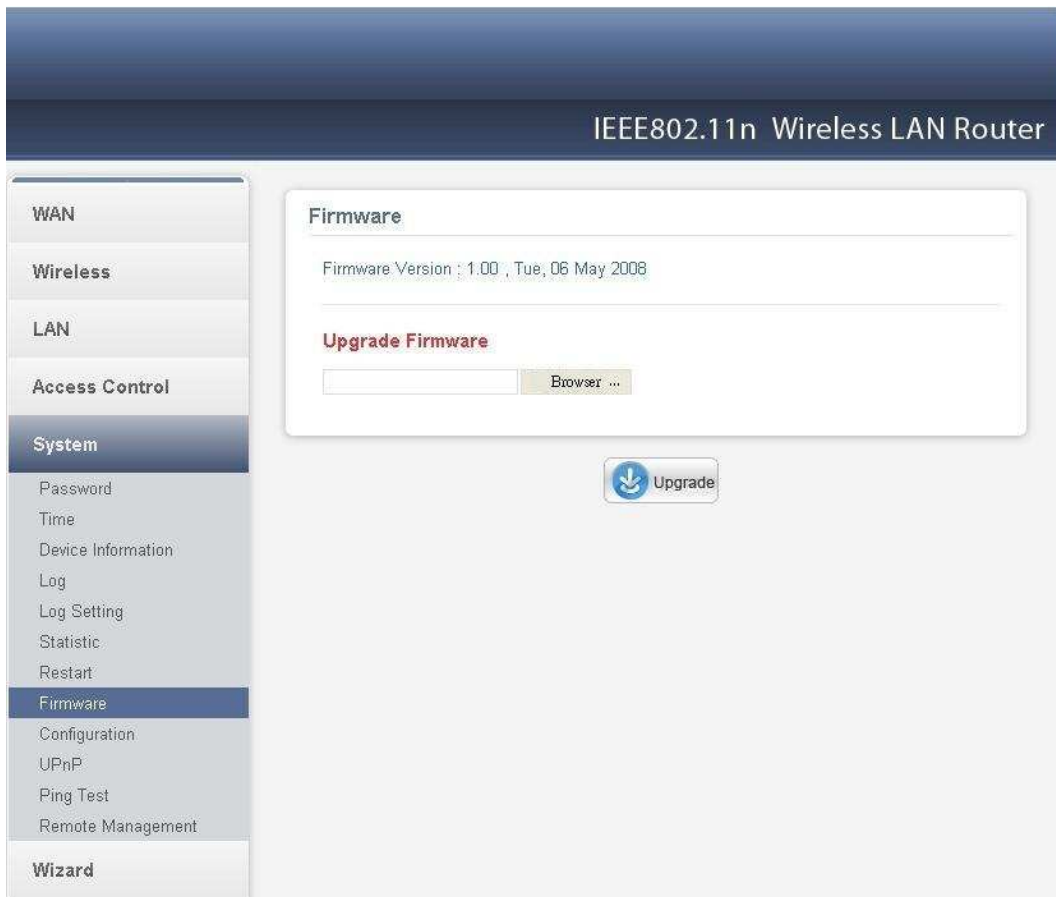 IEEE802.11n Wireless LAN Router
WAN
Wireless
LAN
Access Control
System
Password
Time
Device Information
Log
Log Setting
Statistic
Restart
Firmware
Configuration
UPnP
Ping Test
Remote Management
Wizard
Firmware
Firmware Version : 1.00 , Tue, 06 May 2008
Upgrade Firmware
Browser ...
Upgrade